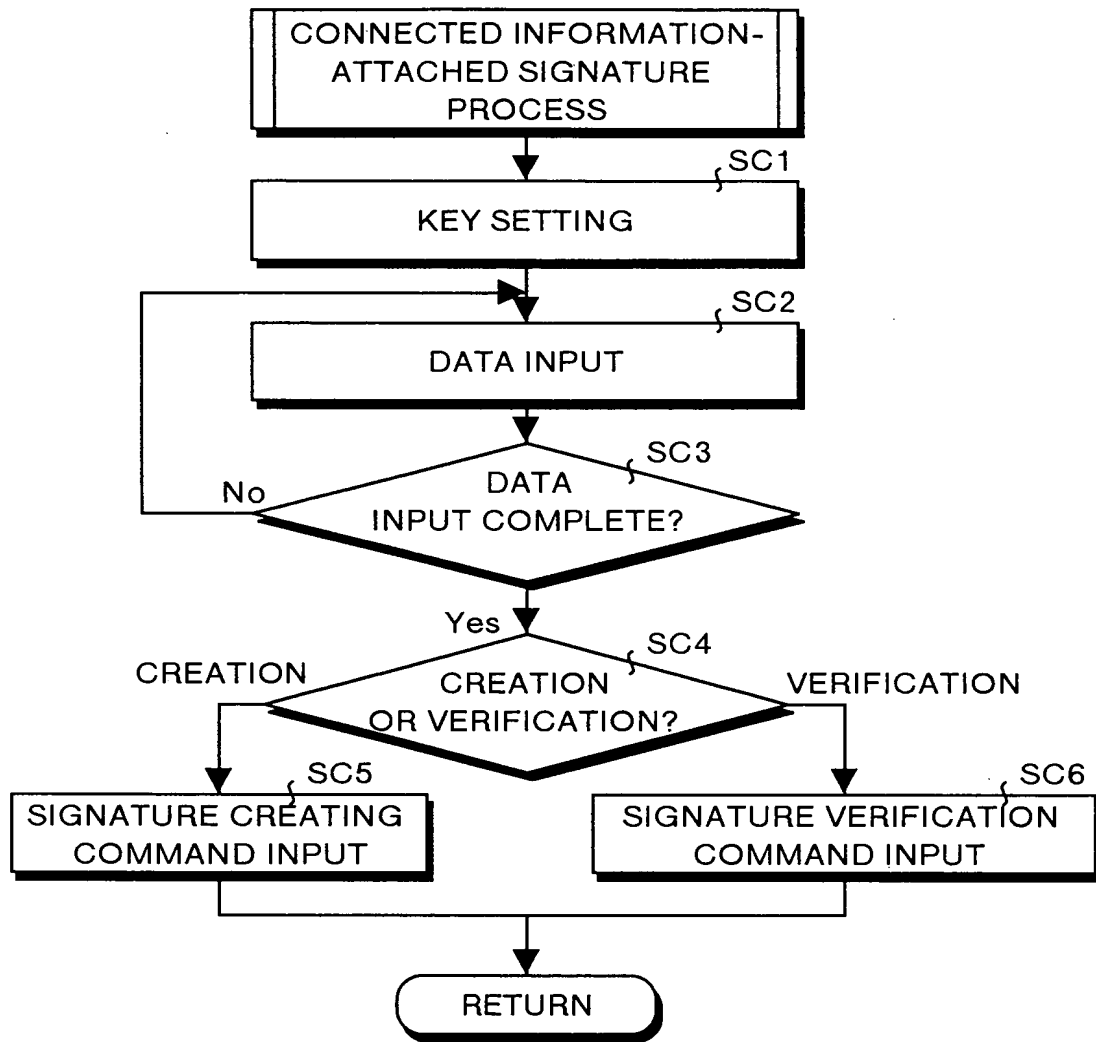 CONNECTED INFORMATION-
ATTACHED SIGNATURE
PROCESS
SC1
KEY SETTING
SC2
DATA INPUT
SC3
DATA
INPUT COMPLETE?
No
Yes
SC4
CREATION
OR VERIFICATION?
CREATION
VERIFICATION
SC5
SIGNATURE CREATING
COMMAND INPUT
SC6
SIGNATURE VERIFICATION
COMMAND INPUT
RETURN